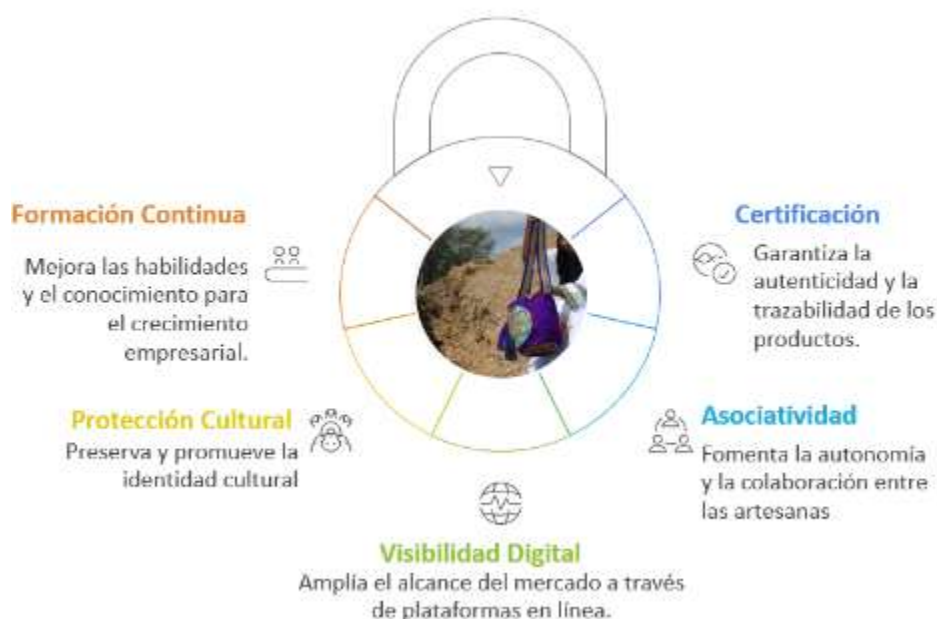 Formación Continua
Mejora las habilidades
y el conocimiento para
el crecimiento
empresarial.
Certificación
Garantiza la
autenticidad y la
trazabilidad de los
productos.
Protección Cultural
Preserva y promueve la
identidad cultural
Asociatividad
Fomenta la autonomía
y la colaboración entre
las artesanas
Visibilidad Digital
Amplía el alcance del mercado a través
de plataformas en línea.